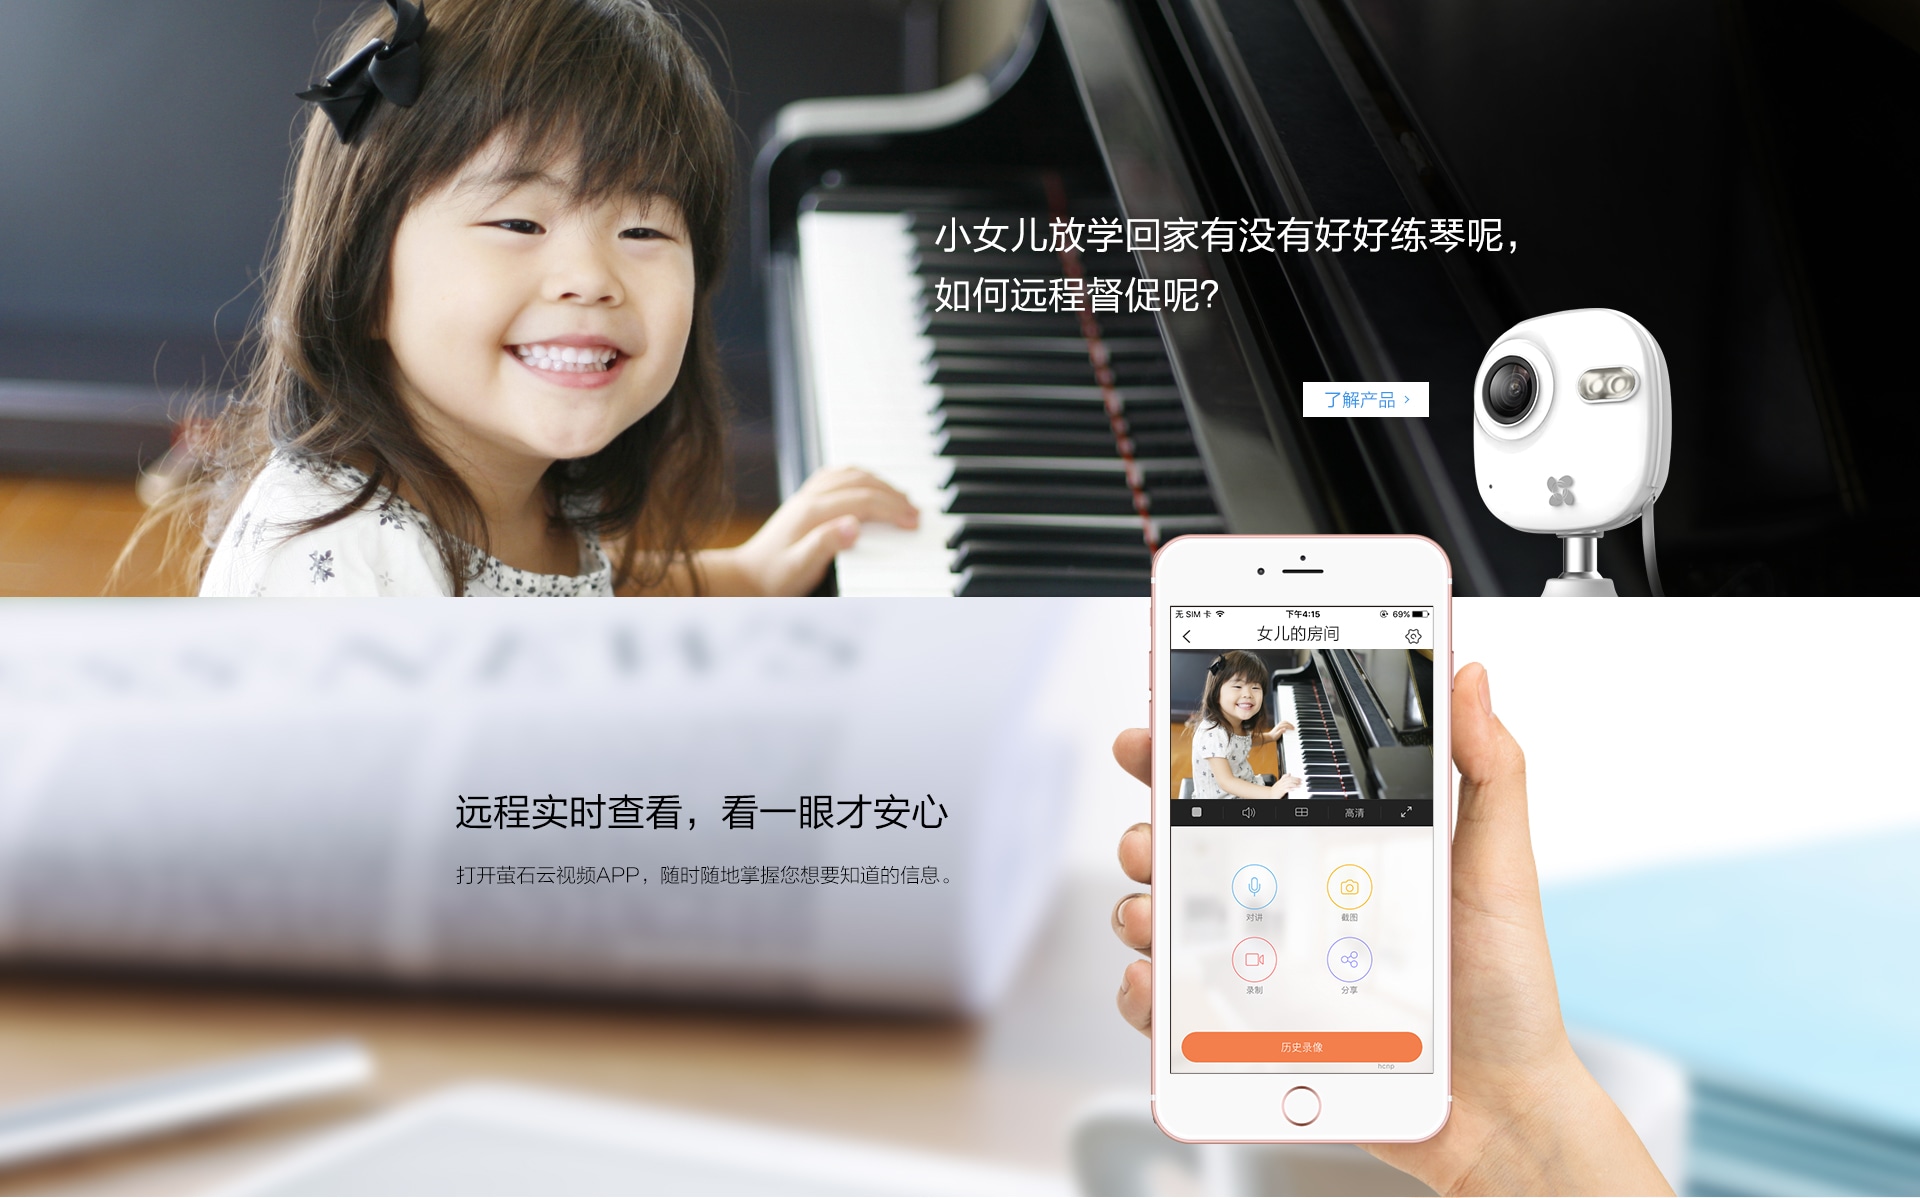 小女儿放学回家有没有好好练琴呢，
如何远程督促呢？
了解产品 ›
无 SIM 卡
下午4:15
69%
女儿的房间
高清
远程实时查看，看一眼才安心
打开萤石云视频APP，随时随地掌握您想要知道的信息。
对讲
截图
录制
分享
历史录像
hcnp